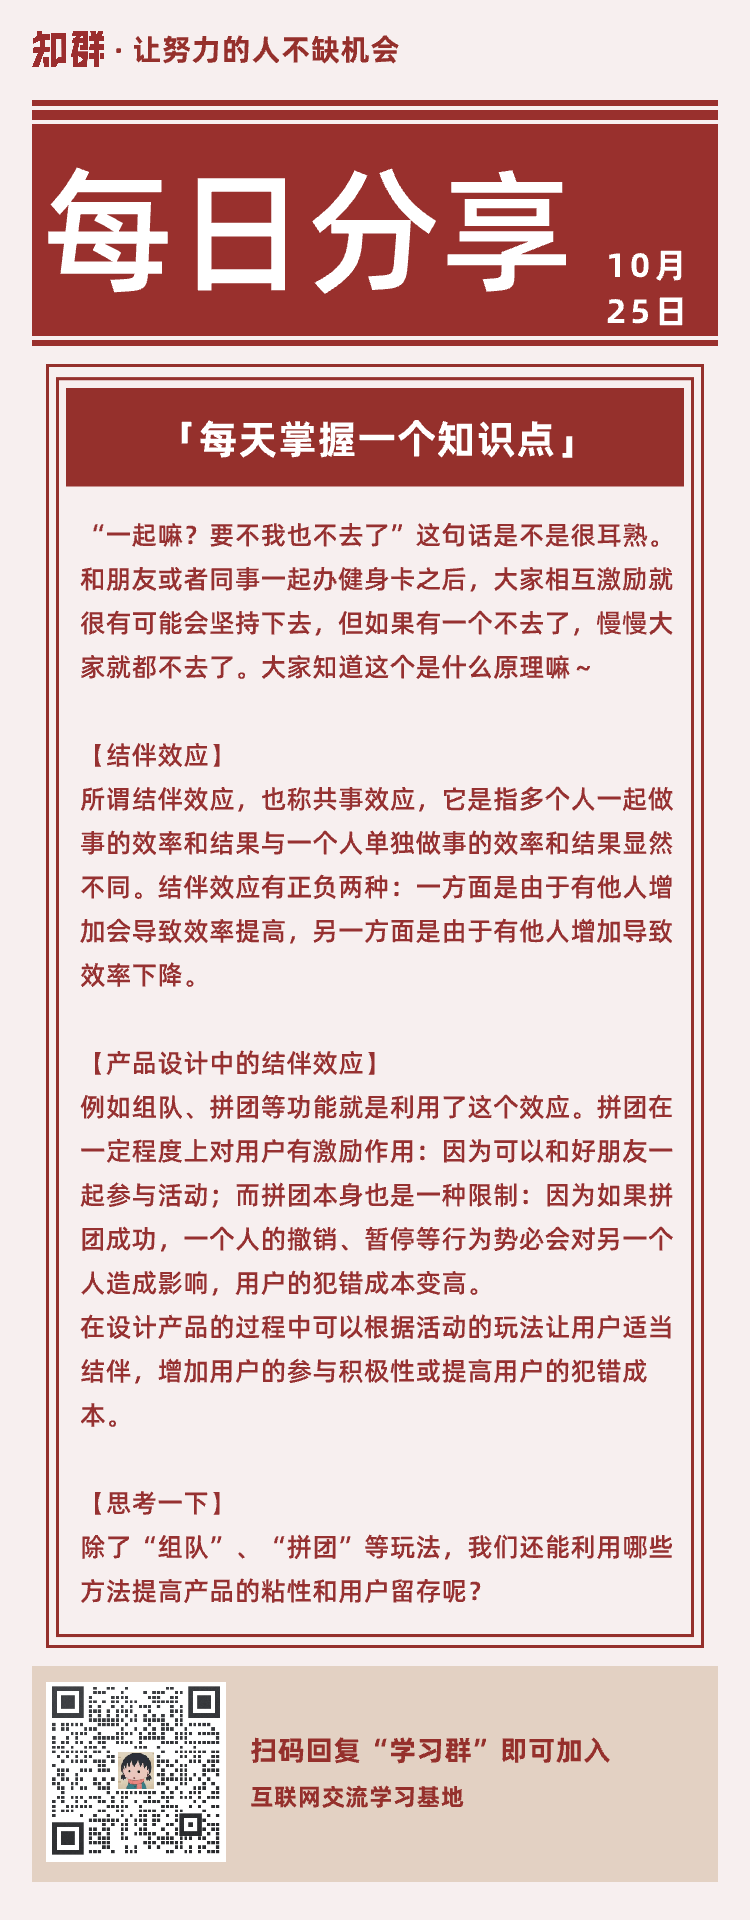 知群 · 让努力的人不缺机会
每日分享
10月
25日
「每天掌握一个知识点」
“一起嘛？要不我也不去了”这句话是不是很耳熟。
和朋友或者同事一起办健身卡之后，大家相互激励就
很有可能会坚持下去，但如果有一个不去了，慢慢大
家就都不去了。大家知道这个是什么原理嘛～
【结伴效应】
所谓结伴效应，也称共事效应，它是指多个人一起做
事的效率和结果与一个人单独做事的效率和结果显然
不同。结伴效应有正负两种：一方面是由于有他人增
加会导致效率提高，另一方面是由于有他人增加导致
效率下降。
【产品设计中的结伴效应】
例如组队、拼团等功能就是利用了这个效应。拼团在
一定程度上对用户有激励作用：因为可以和好朋友一
起参与活动；而拼团本身也是一种限制：因为如果拼
团成功，一个人的撤销、暂停等行为势必会对另一个
人造成影响，用户的犯错成本变高。
在设计产品的过程中可以根据活动的玩法让用户适当
结伴，增加用户的参与积极性或提高用户的犯错成
本。
【思考一下】
除了“组队”、“拼团”等玩法，我们还能利用哪些
方法提高产品的粘性和用户留存呢？
扫码回复“学习群”即可加入
互联网交流学习基地